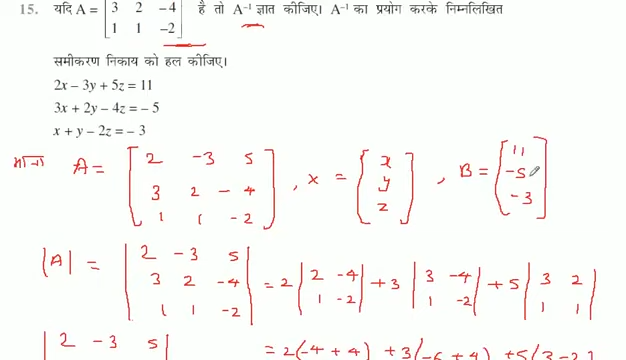 15. यदि A = [ 3 2 –4
1 1 –2 ] है तो A⁻¹ ज्ञात कीजिए। A⁻¹ का प्रयोग करके निम्नलिखित
समीकरण निकाय को हल कीजिए।
2x – 3y + 5z = 11
3x + 2y – 4z = – 5
x + y – 2z = – 3
माना A = [ 2 -3 5
3 2 -4
1 1 -2 ] , X = [ x
y
z ] , B = [ 11
-5
-3 ]
|A| = | 2 -3 5
3 2 -4
1 1 -2 | = 2 | 2 -4
1 -2 | + 3 | 3 -4
1 -2 | + 5 | 3 2
1 1 |
| 2 -3 5 |
= 2(-4 + 4) + 3(-6 + 4) + 5(3-2)